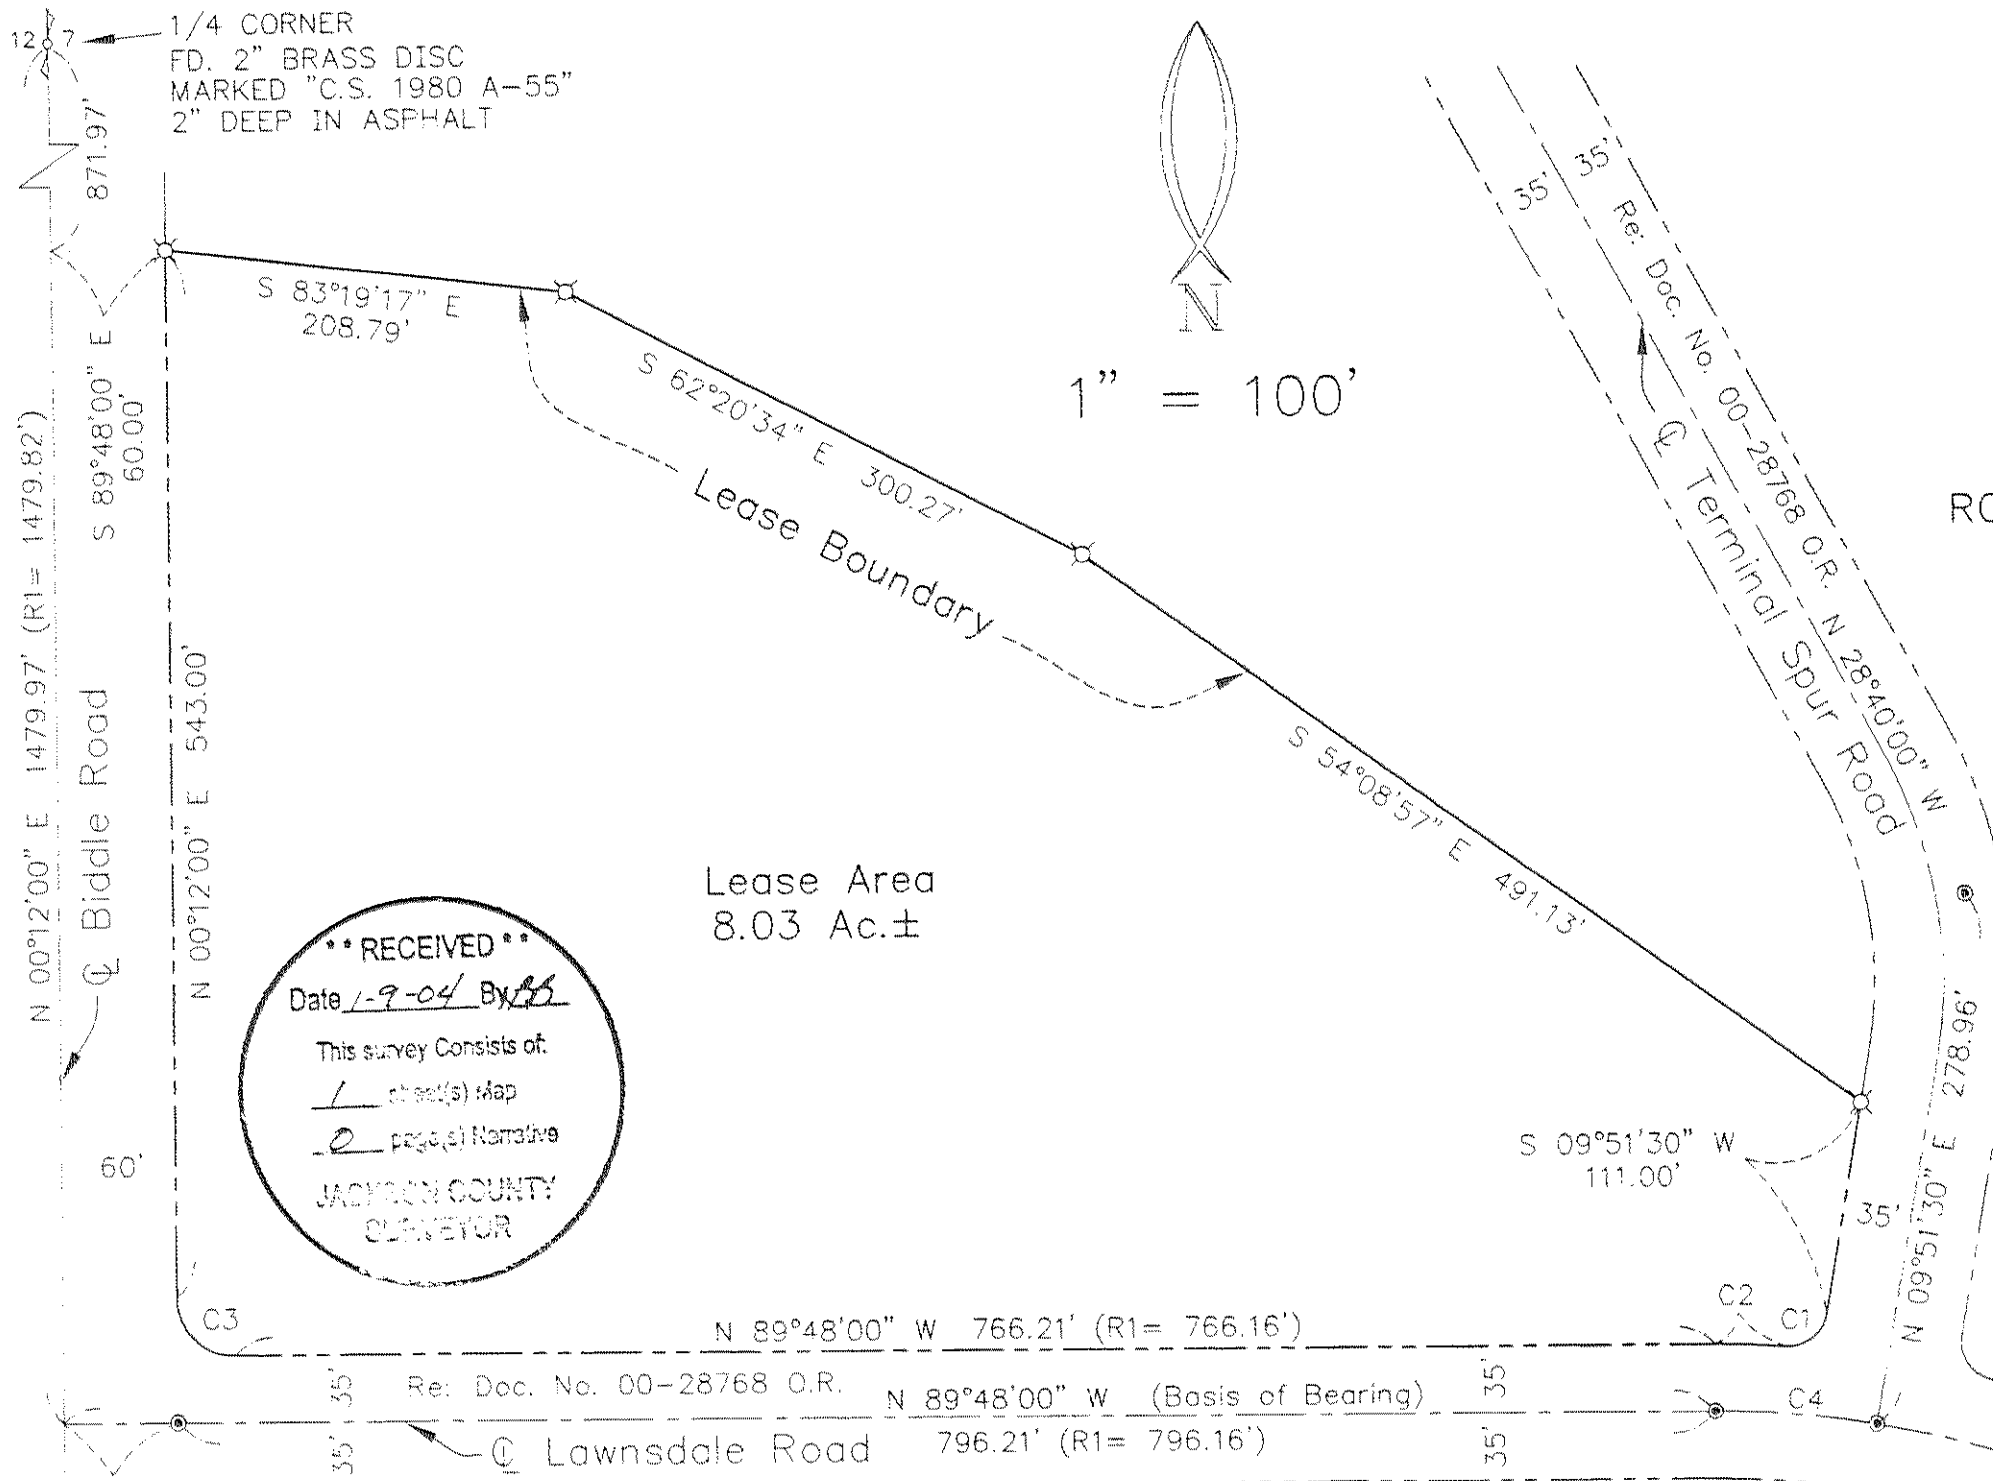 12 7
1/4 CORNER
FD. 2" BRASS DISC
MARKED "C.S. 1980 A-55"
2" DEEP IN ASPHALT
871.97'
S 89°48'00" E
60.00'
N 00°12'00" E 1479.97' (R1= 1479.82')
℄ Biddle Road
N 00°12'00" E 543.00'
60'
S 83°19'17" E
208.79'
S 62°20'34" E 300.27'
Lease Boundary
S 54°08'57" E 491.13'
N
1" = 100'
35'
35'
Re: Doc. No. 00-28768 O.R. N 28°40'00" W
℄ Terminal Spur Road
RO
Lease Area
8.03 Ac.±
** RECEIVED **
Date 1-9-04 By BB
This survey Consists of:
1 sheet(s) Map
0 page(s) Narrative
JACKSON COUNTY
SURVEYOR
S 09°51'30" W
111.00'
35'
N 09°51'30" E 278.96'
C3
C2
C1
N 89°48'00" W 766.21' (R1= 766.16')
35'
Re: Doc. No. 00-28768 O.R.
N 89°48'00" W (Basis of Bearing)
35'
C4
35'
℄ Lawnsdale Road
796.21' (R1= 796.16')
35'